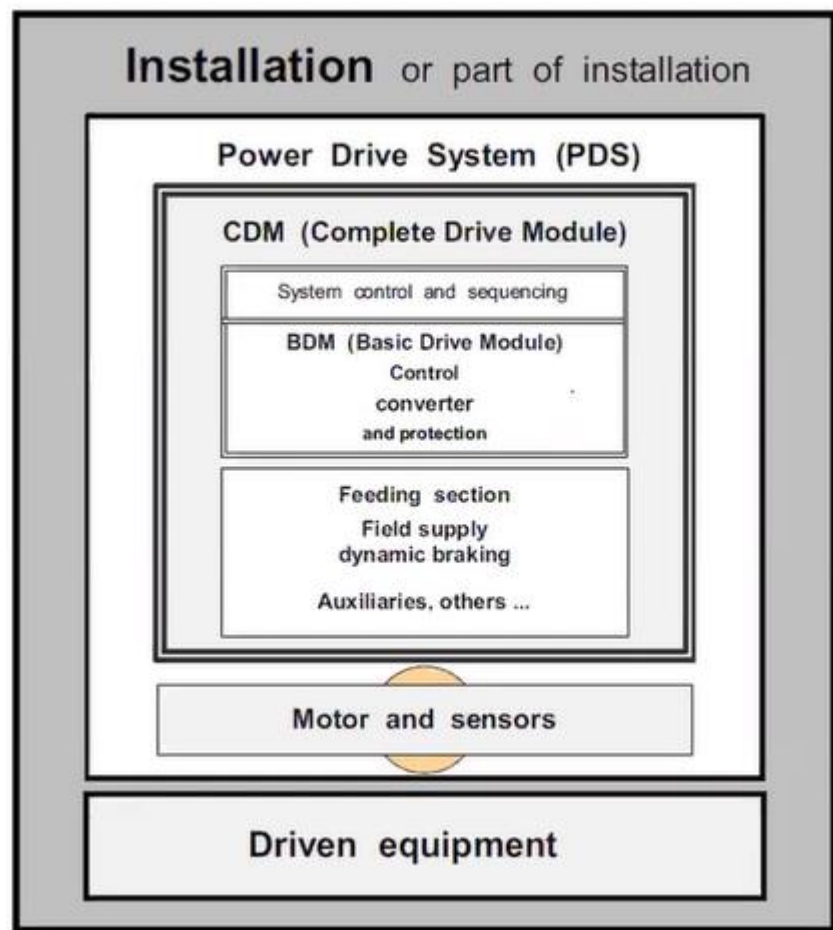 Installation or part of installation
Power Drive System (PDS)
CDM (Complete Drive Module)
System control and sequencing
BDM (Basic Drive Module)
Control
converter
and protection
Feeding section
Field supply
dynamic braking
Auxiliaries, others ...
Motor and sensors
Driven equipment